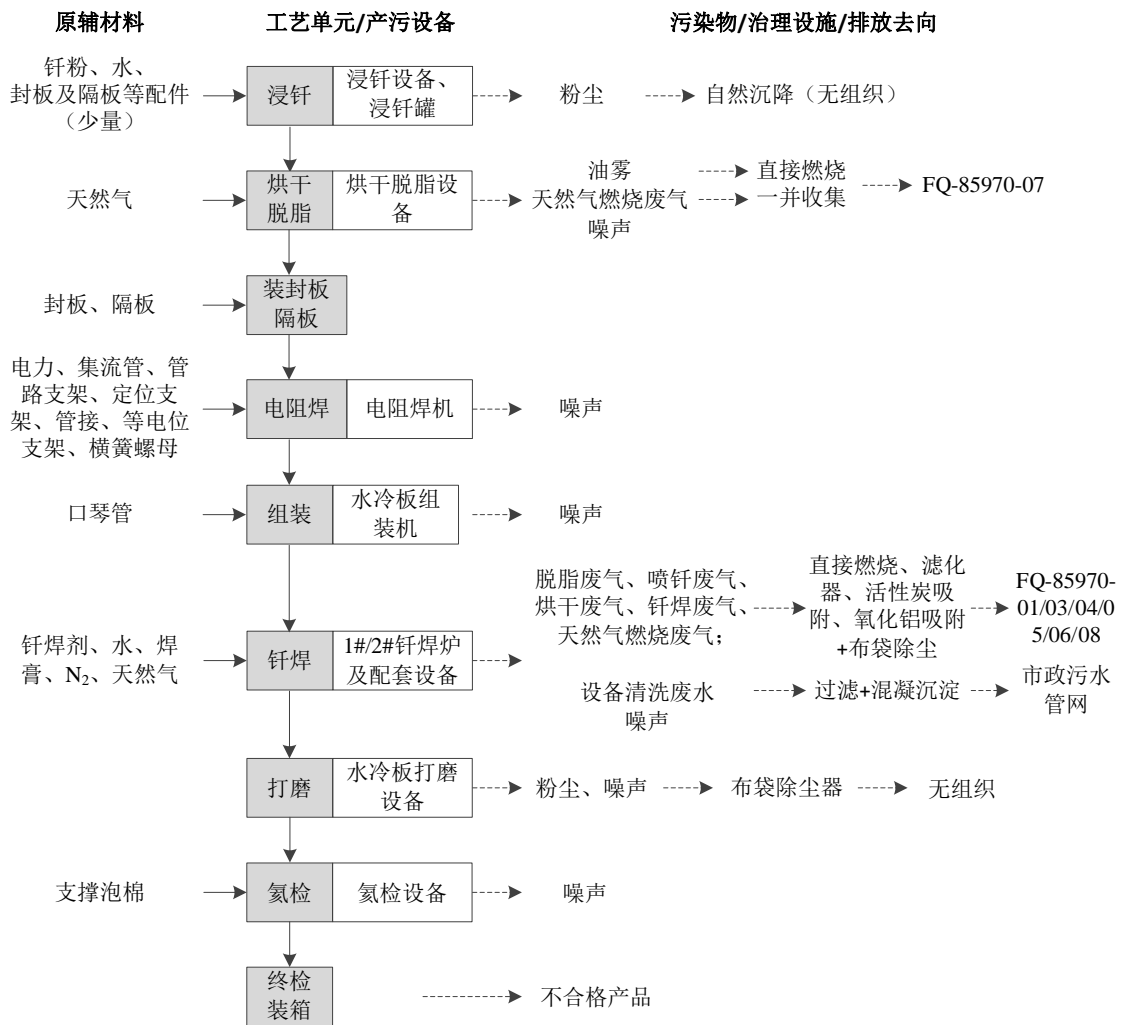 原辅材料
工艺单元/产污设备
污染物/治理设施/排放去向
钎粉、水、
封板及隔板等配件
（少量）
浸钎
浸钎设备、
浸钎罐
粉尘
自然沉降（无组织）
天然气
烘干
脱脂
烘干脱脂设
备
油雾
天然气燃烧废气
噪声
直接燃烧
一并收集
FQ-85970-07
封板、隔板
装封板
隔板
电力、集流管、管
路支架、定位支
架、管接、等电位
支架、横簧螺母
电阻焊
电阻焊机
噪声
口琴管
组装
水冷板组
装机
噪声
钎焊剂、水、焊
膏、N₂、天然气
钎焊
1#/2#钎焊炉
及配套设备
脱脂废气、喷钎废气、
烘干废气、钎焊废气、
天然气燃烧废气；
直接燃烧、滤化
器、活性炭吸
附、氧化铝吸附
+布袋除尘
FQ-85970-
01/03/04/0
5/06/08
设备清洗废水
噪声
过滤+混凝沉淀
市政污水
管网
打磨
水冷板打磨
设备
粉尘、噪声
布袋除尘器
无组织
支撑泡棉
氦检
氦检设备
噪声
终检
装箱
不合格产品